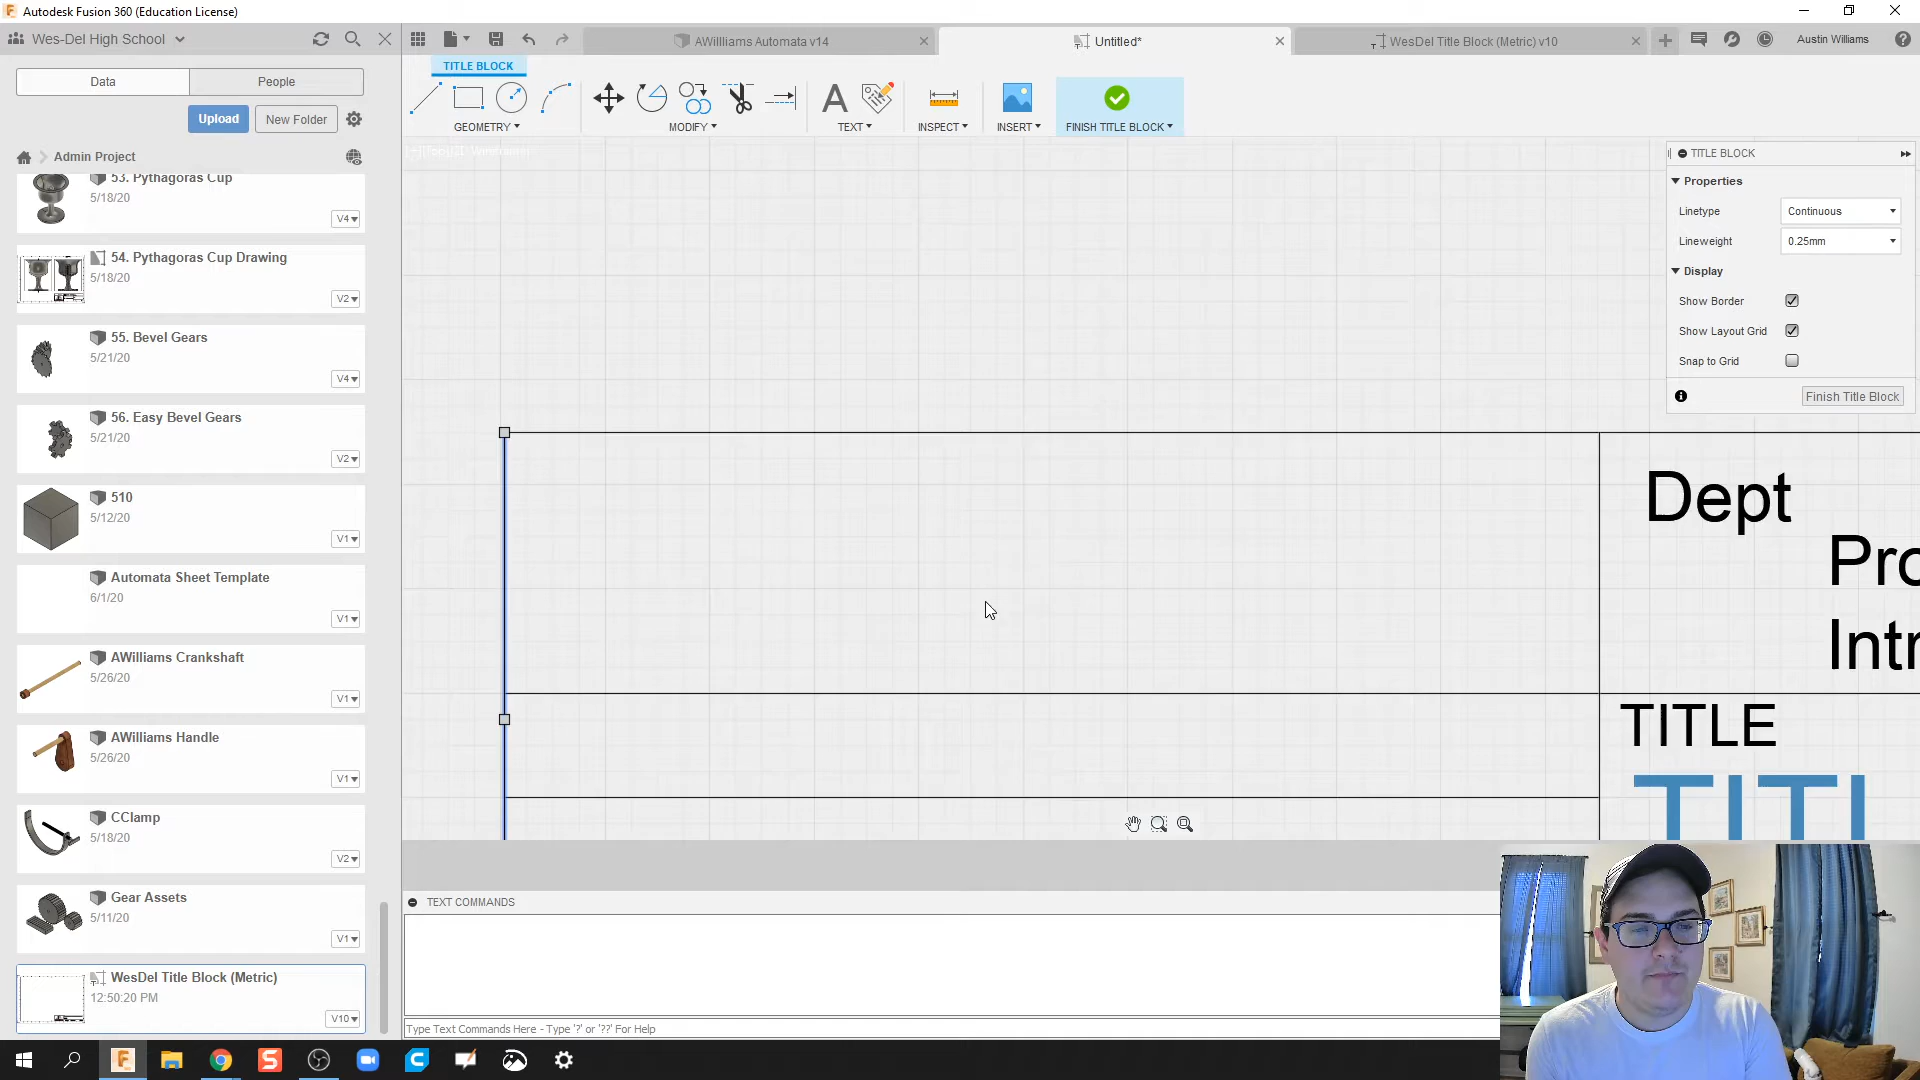 Autodesk Fusion 360 (Education License)
Wes-Del High School
AWillliams Automata v14
Untitled*
WesDel Title Block (Metric) v10
Austin Williams
Data
People
Upload
New Folder
Admin Project
53. Pythagoras Cup
5/18/20
V4
54. Pythagoras Cup Drawing
5/18/20
V2
55. Bevel Gears
5/21/20
V4
56. Easy Bevel Gears
5/21/20
V2
510
5/12/20
V1
Automata Sheet Template
6/1/20
V1
AWilliams Crankshaft
5/26/20
V1
AWilliams Handle
5/26/20
V1
CClamp
5/18/20
V2
Gear Assets
5/11/20
V1
WesDel Title Block (Metric)
12:50:20 PM
V10
TITLE BLOCK
GEOMETRY
MODIFY
TEXT
INSPECT
INSERT
FINISH TITLE BLOCK
TITLE BLOCK
Properties
Linetype Continuous
Lineweight 0.25mm
Display
Show Border
Show Layout Grid
Snap to Grid
Finish Title Block
Dept
Pro
Intr
TITLE
TEXT COMMANDS
Type Text Commands Here - Type '?' or '??' For Help